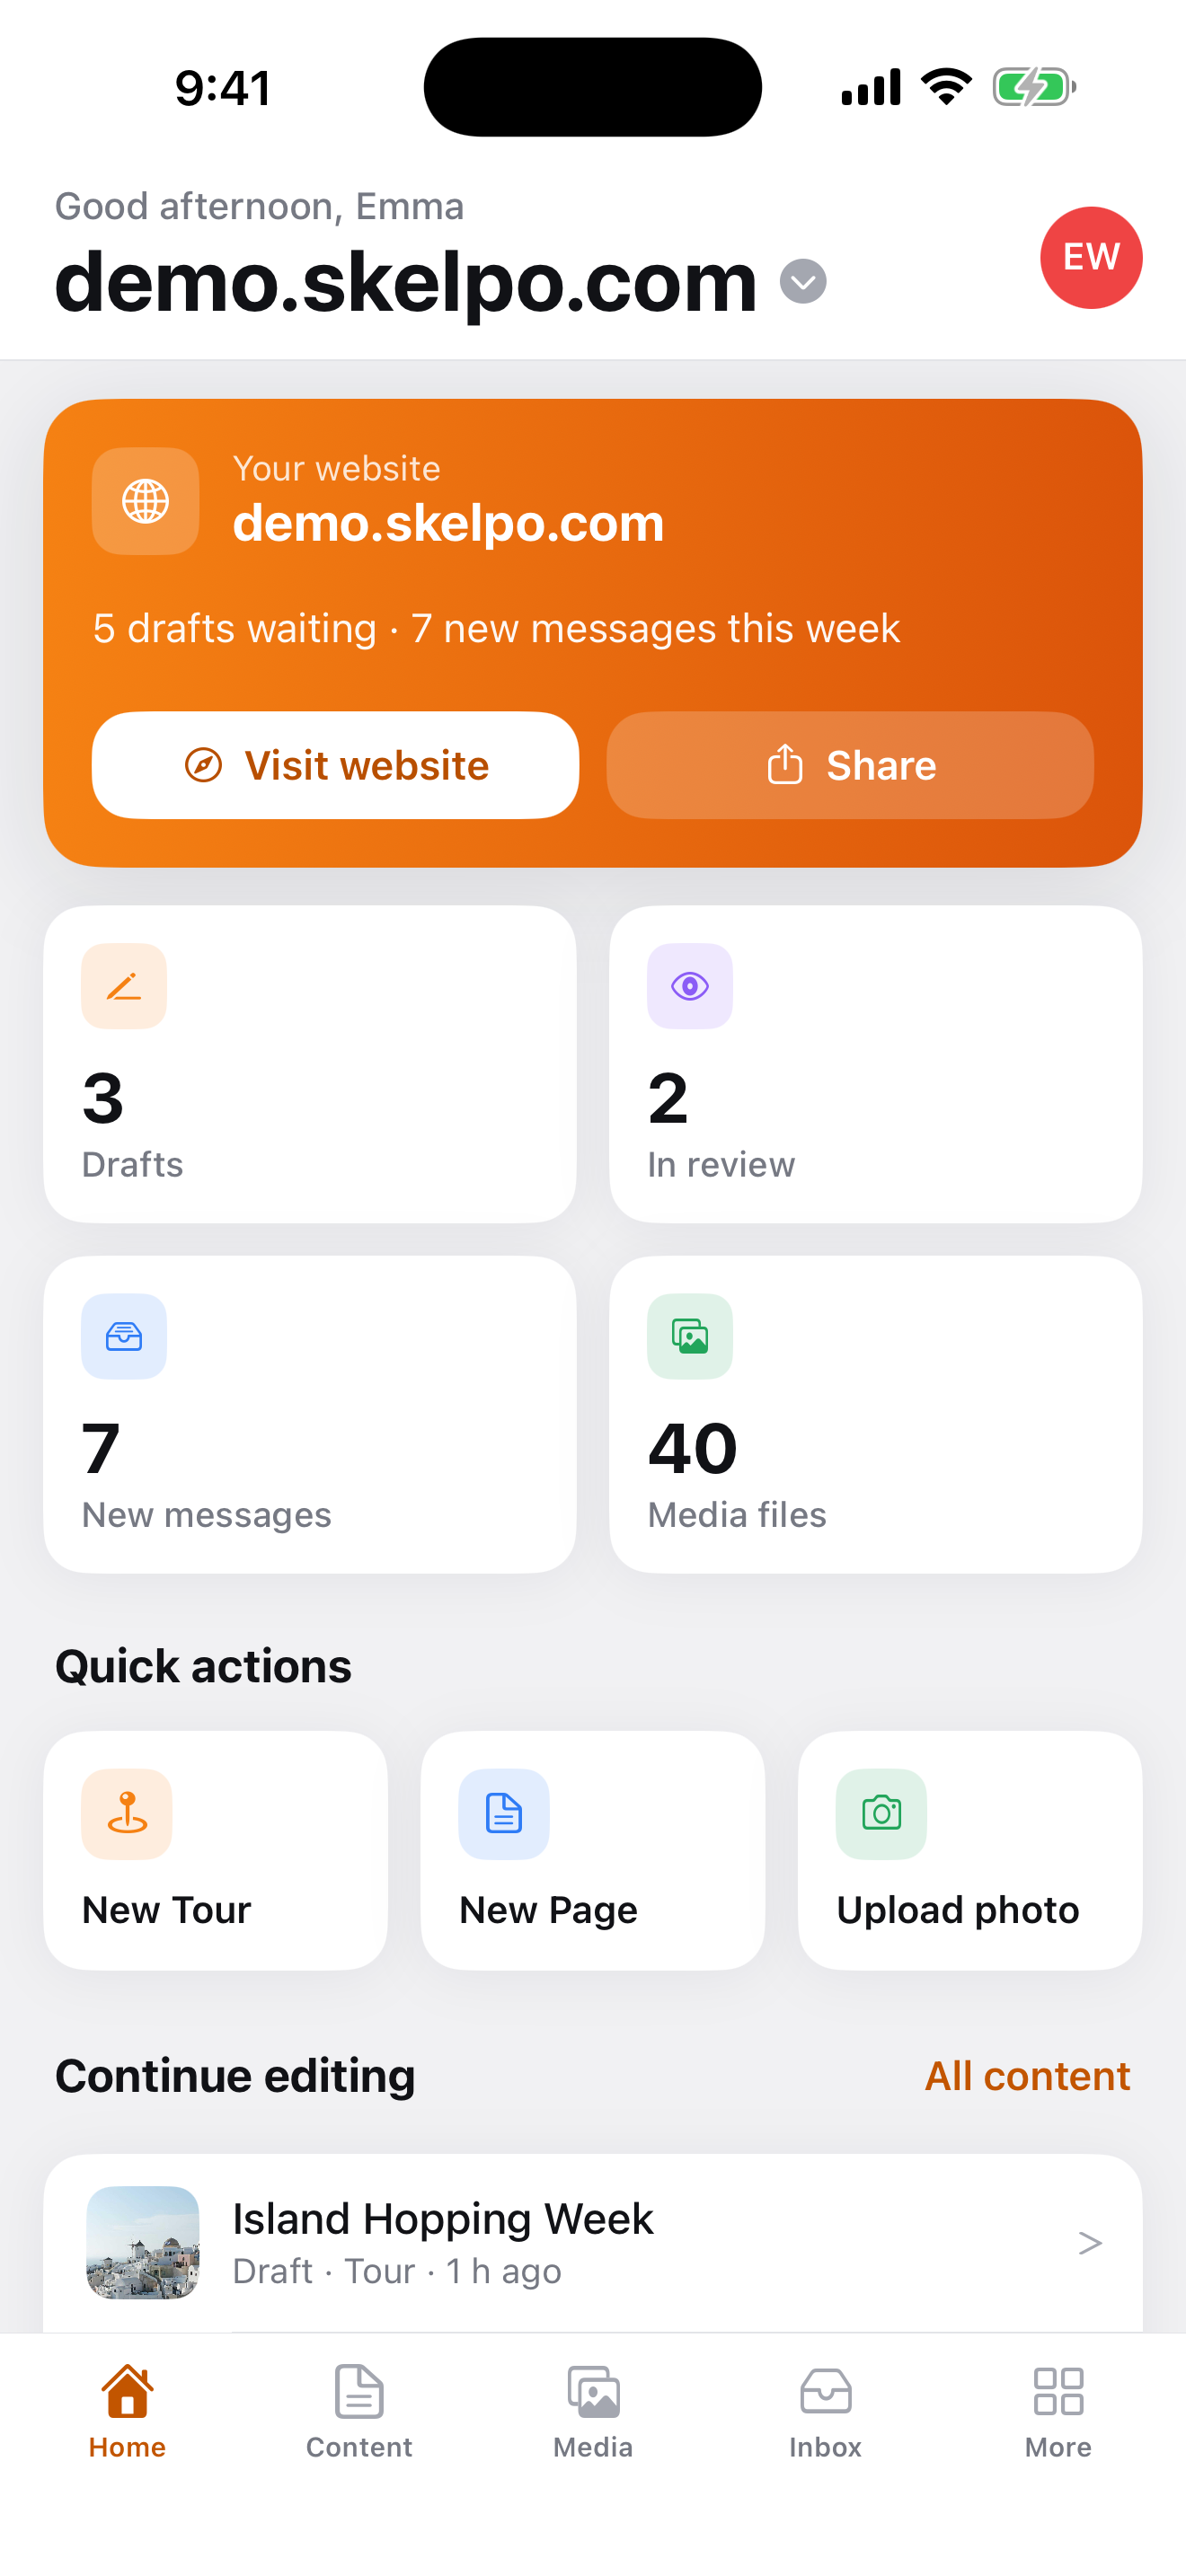 9:41
Good afternoon, Emma
demo.skelpo.com
EW
Your website
demo.skelpo.com
5 drafts waiting · 7 new messages this week
Visit website
Share
3
Drafts
2
In review
7
New messages
40
Media files
Quick actions
New Tour
New Page
Upload photo
Continue editing
All content
Island Hopping Week
Draft · Tour · 1 h ago
Home
Content
Media
Inbox
More